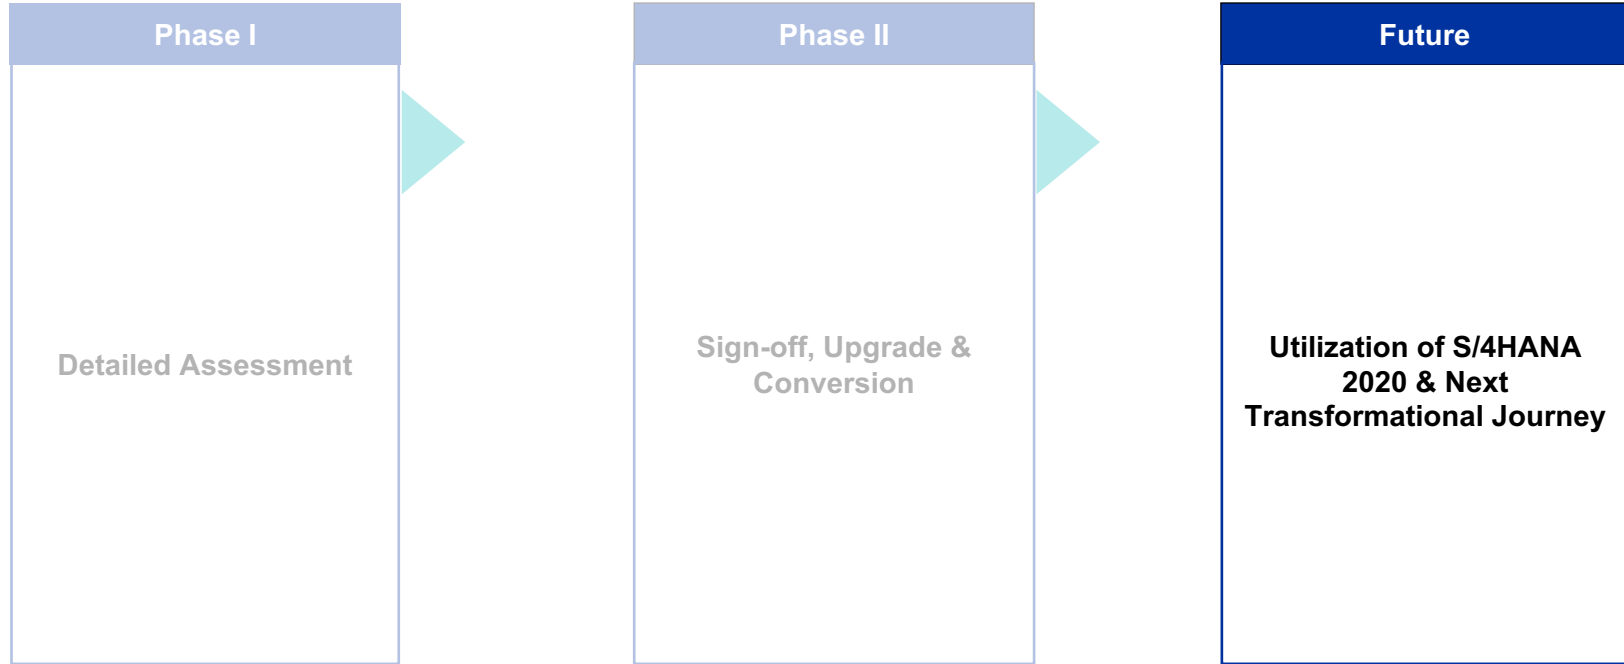 Phase I
Phase II
Future
Detailed Assessment
Sign-off, Upgrade &
Conversion
Utilization of S/4HANA
2020 & Next
Transformational Journey